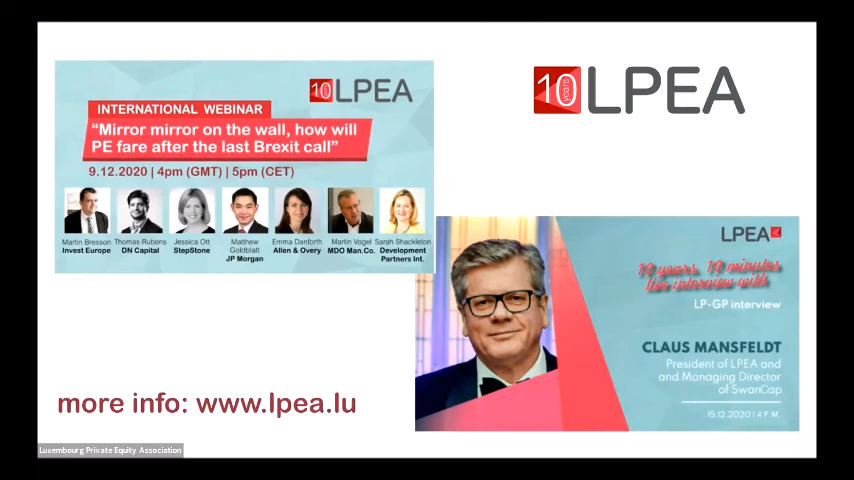 10 years LPEA
INTERNATIONAL WEBINAR
“Mirror mirror on the wall, how will
PE fare after the last Brexit call”
9.12.2020 | 4pm (GMT) | 5pm (CET)
Martin Bresson
Invest Europe
Thomas Rubens
DN Capital
Jessica Ott
StepStone
Matthew
Goldblatt
JP Morgan
Emma Danforth
Allen & Overy
Martin Vogel
MDO Man.Co.
Sarah Shackleton
Development
Partners Int.
10 years LPEA
LPEA
10 years, 10 minutes
live interview with
LP-GP interview
CLAUS MANSFELDT
President of LPEA and
and Managing Director
of SwanCap
15.12.2020 | 4 P.M.
more info: www.lpea.lu
Luxembourg Private Equity Association